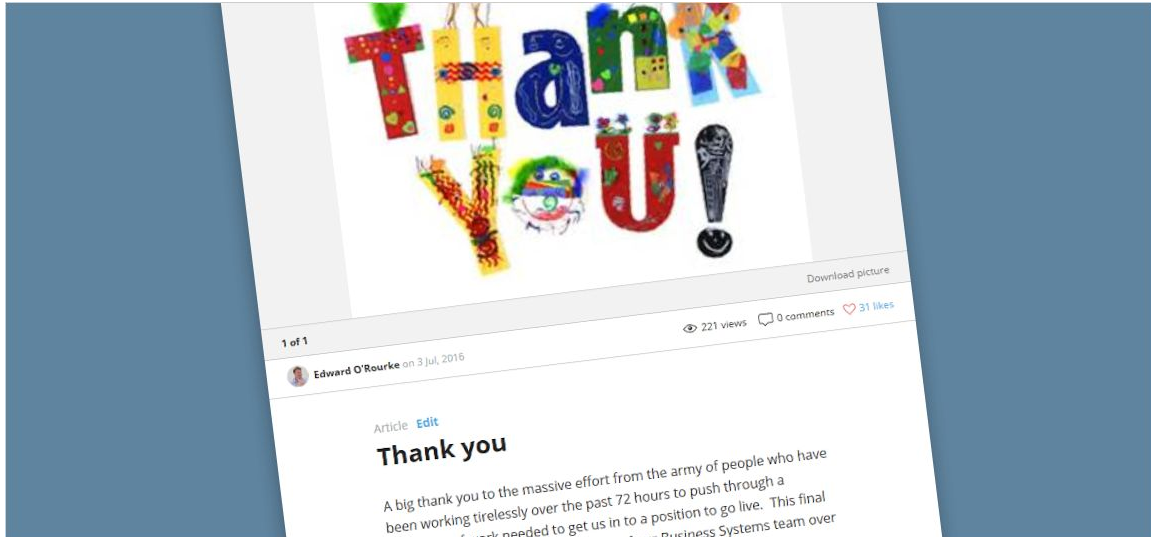 THanK
YoU!
Download picture
1 of 1
221 views 0 comments 31 likes
Edward O'Rourke on 3 Jul, 2016
Article Edit
Thank you
A big thank you to the massive effort from the army of people who have
been working tirelessly over the past 72 hours to push through a
needed to get us in to a position to go live. This final
Business Systems team over